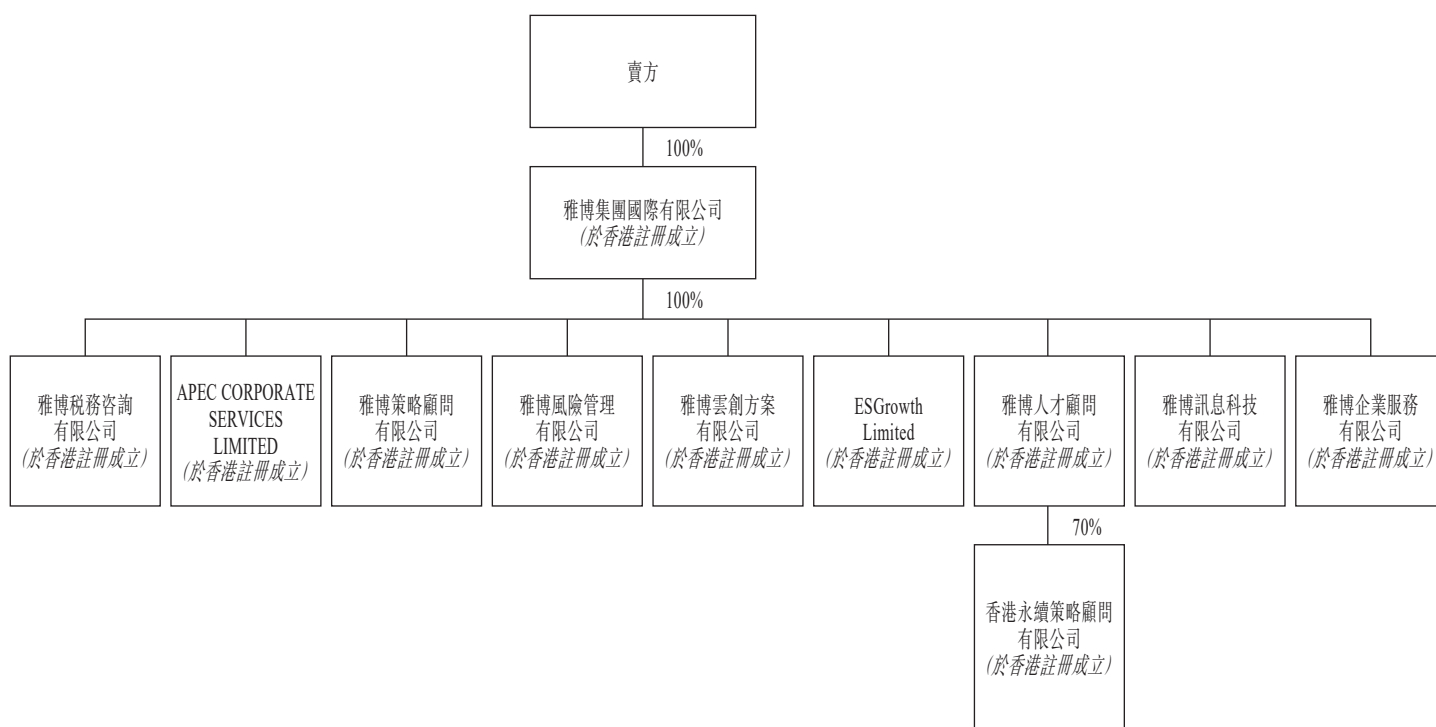 賣方
100%
雅博集團國際有限公司
(於香港註冊成立)
100%
雅博税務咨詢
有限公司
(於香港註冊成立)
APEC CORPORATE
SERVICES
LIMITED
(於香港註冊成立)
雅博策略顧問
有限公司
(於香港註冊成立)
雅博風險管理
有限公司
(於香港註冊成立)
雅博雲創方案
有限公司
(於香港註冊成立)
ESGrowth
Limited
(於香港註冊成立)
雅博人才顧問
有限公司
(於香港註冊成立)
雅博訊息科技
有限公司
(於香港註冊成立)
雅博企業服務
有限公司
(於香港註冊成立)
70%
香港永續策略顧問
有限公司
(於香港註冊成立)